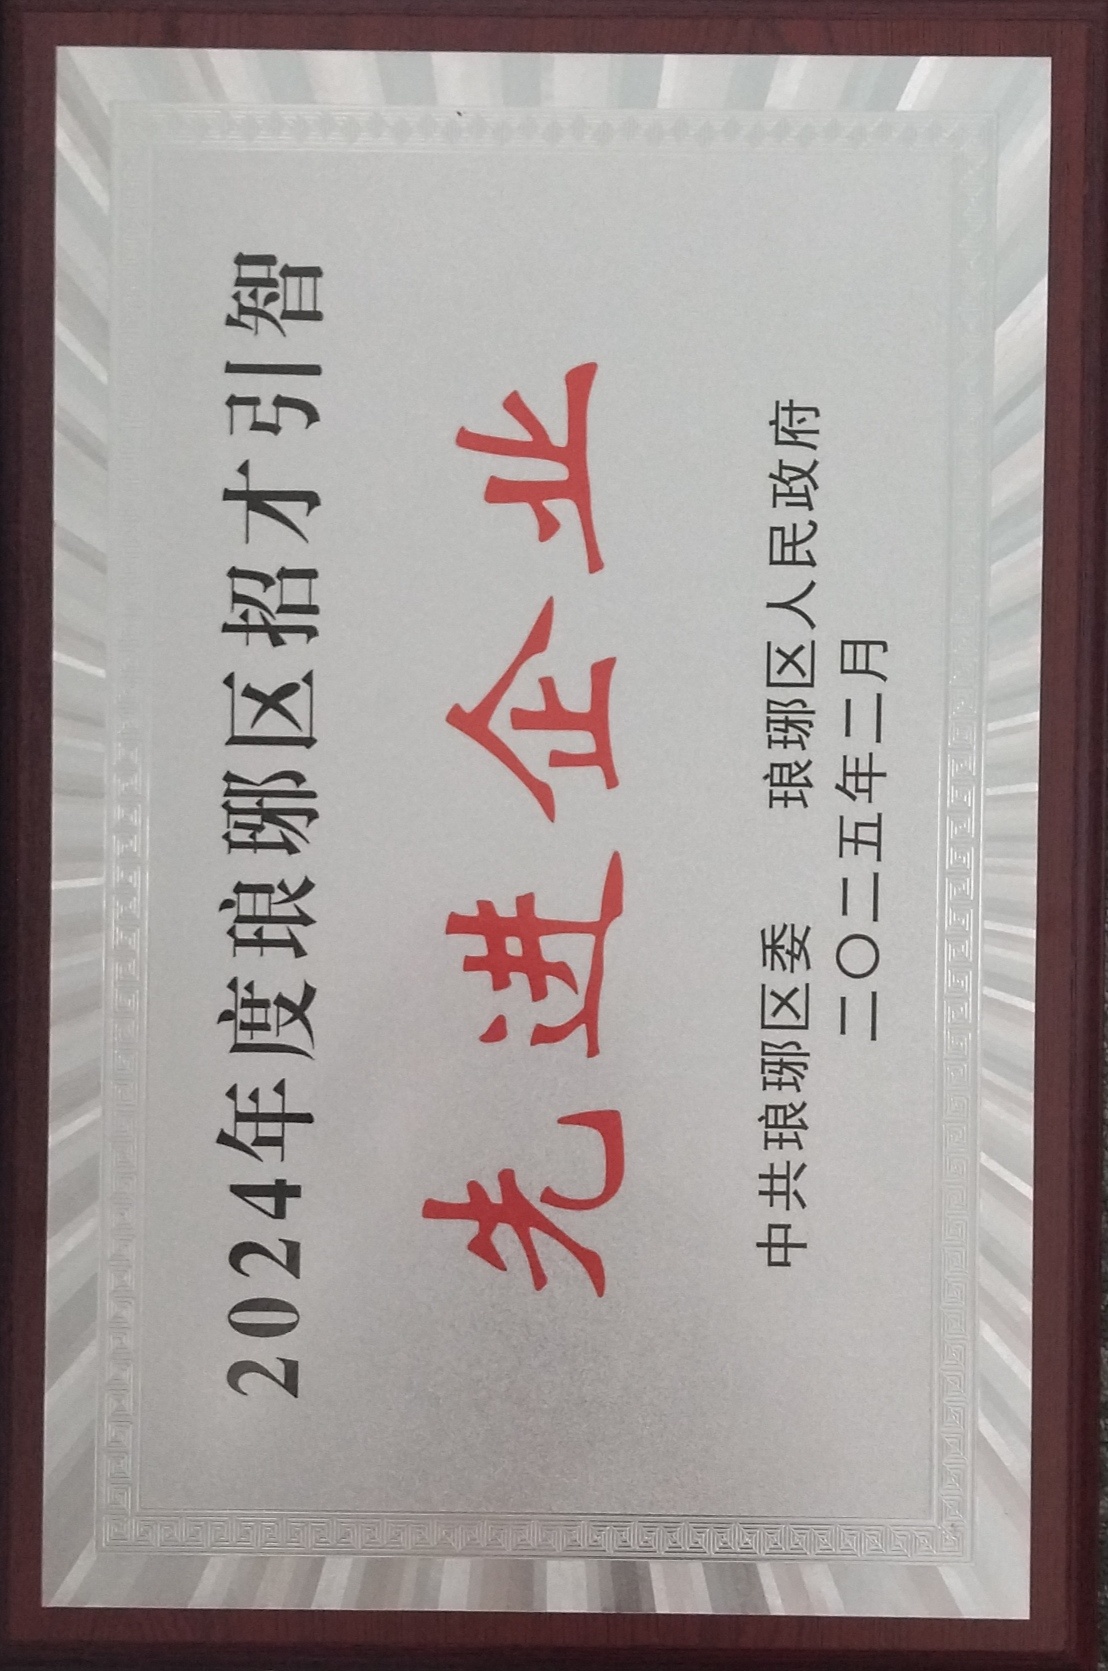 2024年度琅琊区招才引智
先进企业
中共琅琊区委 琅琊区人民政府
二〇二五年二月